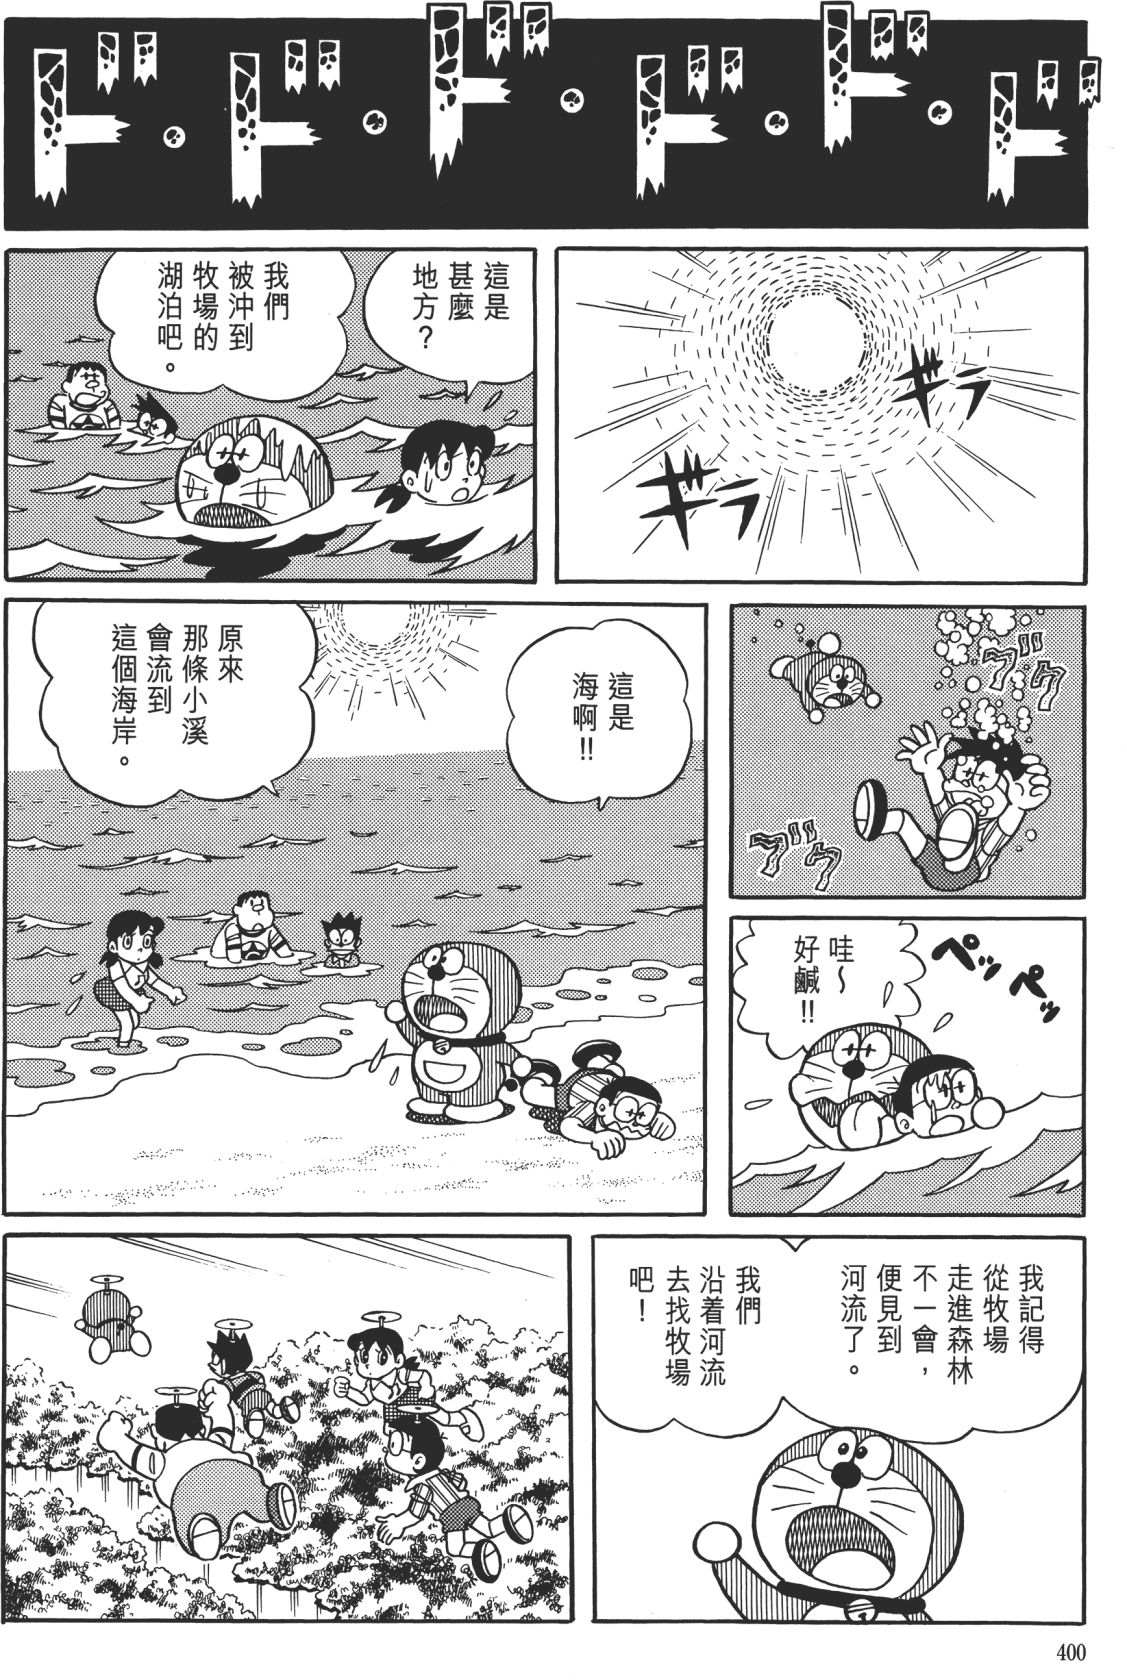 ド・ド・ド・ド・ド・ド
ギラ
ギラ
這是
甚麼
地方?
我們
被沖到
牧場的
湖泊吧。
ブク
ブク
哇~
好鹹!!
ペッペッ
這是
海啊!!
原來
那條小溪
會流到
這個海岸。
我記得
從牧場
走進森林
不一會,
便見到
河流了。
我們
沿着河流
去找牧場
吧!
400